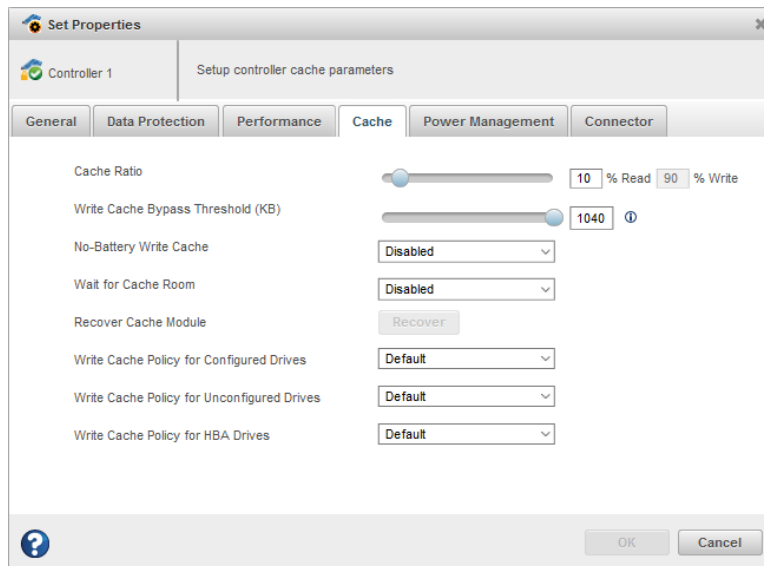 Set Properties
Controller 1
Setup controller cache parameters
General Data Protection Performance Cache Power Management Connector
Cache Ratio 10 % Read 90 % Write
Write Cache Bypass Threshold (KB) 1040
No-Battery Write Cache Disabled
Wait for Cache Room Disabled
Recover Cache Module Recover
Write Cache Policy for Configured Drives Default
Write Cache Policy for Unconfigured Drives Default
Write Cache Policy for HBA Drives Default
OK Cancel